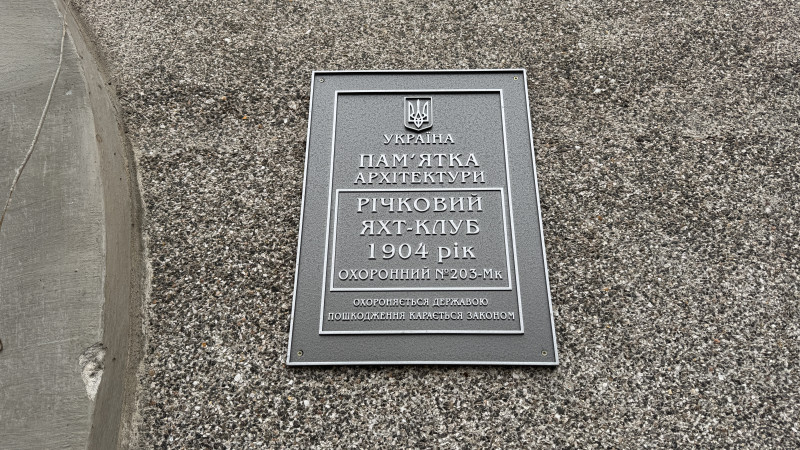 УКРАЇНА
ПАМ'ЯТКА
АРХІТЕКТУРИ
РІЧКОВИЙ
ЯХТ-КЛУБ
1904 рік
ОХОРОННИЙ №203-Мк
ОХОРОНЯЄТЬСЯ ДЕРЖАВОЮ
ПОШКОДЖЕННЯ КАРАЄТЬСЯ ЗАКОНОМ